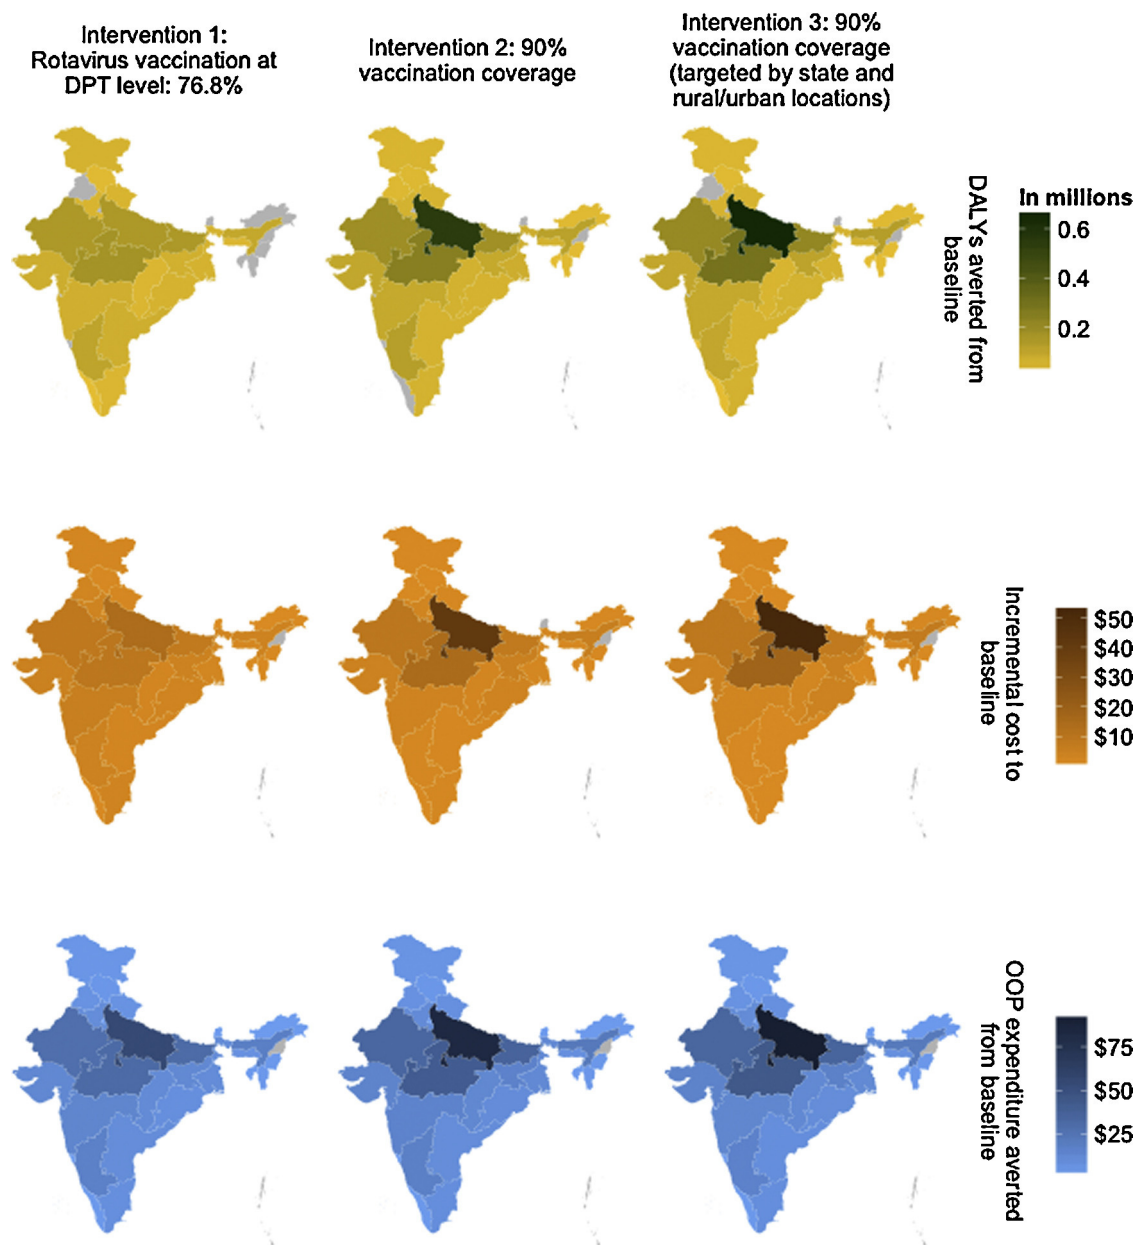 Intervention 1:
Rotavirus vaccination at
DPT level: 76.8%
Intervention 2: 90%
vaccination coverage
Intervention 3: 90%
vaccination coverage
(targeted by state and
rural/urban locations)
DALYs averted from
baseline
In millions
0.6
0.4
0.2
Incremental cost to
baseline
$50
$40
$30
$20
$10
OOP expenditure averted
from baseline
$75
$50
$25